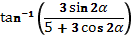 tan⁻¹ ( 3 sin 2α / 5 + 3 cos 2α )